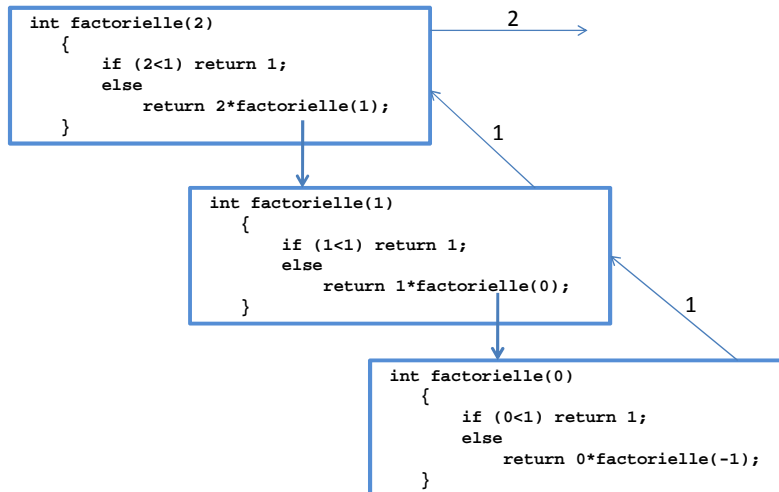 int factorielle(2)
{
if (2<1) return 1;
else
return 2*factorielle(1);
}
2
1
int factorielle(1)
{
if (1<1) return 1;
else
return 1*factorielle(0);
}
1
int factorielle(0)
{
if (0<1) return 1;
else
return 0*factorielle(-1);
}